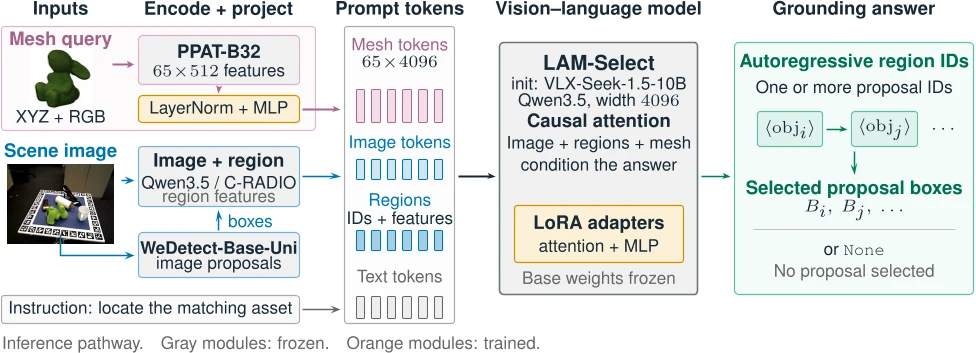 Inputs
Encode + project
Prompt tokens
Vision–language model
Grounding answer
Mesh query
XYZ + RGB
PPAT-B32
65×512 features
LayerNorm + MLP
Scene image
Image + region
Qwen3.5 / C-RADIO
region features
boxes
WeDetect-Base-Uni
image proposals
Instruction: locate the matching asset
Mesh tokens
65×4096
Image tokens
Regions
IDs + features
Text tokens
LAM-Select
init: VLX-Seek-1.5-10B
Qwen3.5, width 4096
Causal attention
Image + regions + mesh
condition the answer
LoRA adapters
attention + MLP
Base weights frozen
Autoregressive region IDs
One or more proposal IDs
⟨obj_i⟩ ⟨obj_j⟩ ...
Selected proposal boxes
B_i, B_j, ...
or None
No proposal selected
Inference pathway. Gray modules: frozen. Orange modules: trained.